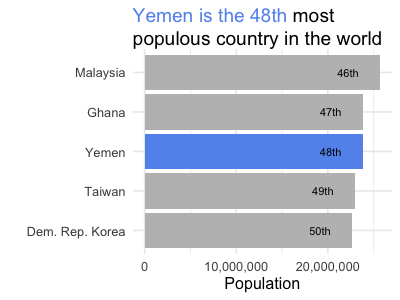 Yemen is the 48th most
populous country in the world
Malaysia 46th
Ghana 47th
Yemen 48th
Taiwan 49th
Dem. Rep. Korea 50th
0 10,000,000 20,000,000
Population